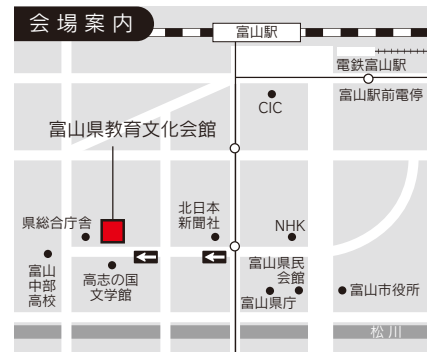 会場案内
富山駅
電鉄富山駅
富山駅前電停
CIC
富山県教育文化会館
県総合庁舎
北日本
新聞社
NHK
富山
中部
高校
高志の国
文学館
富山県民
会館
富山県庁
富山市役所
松川